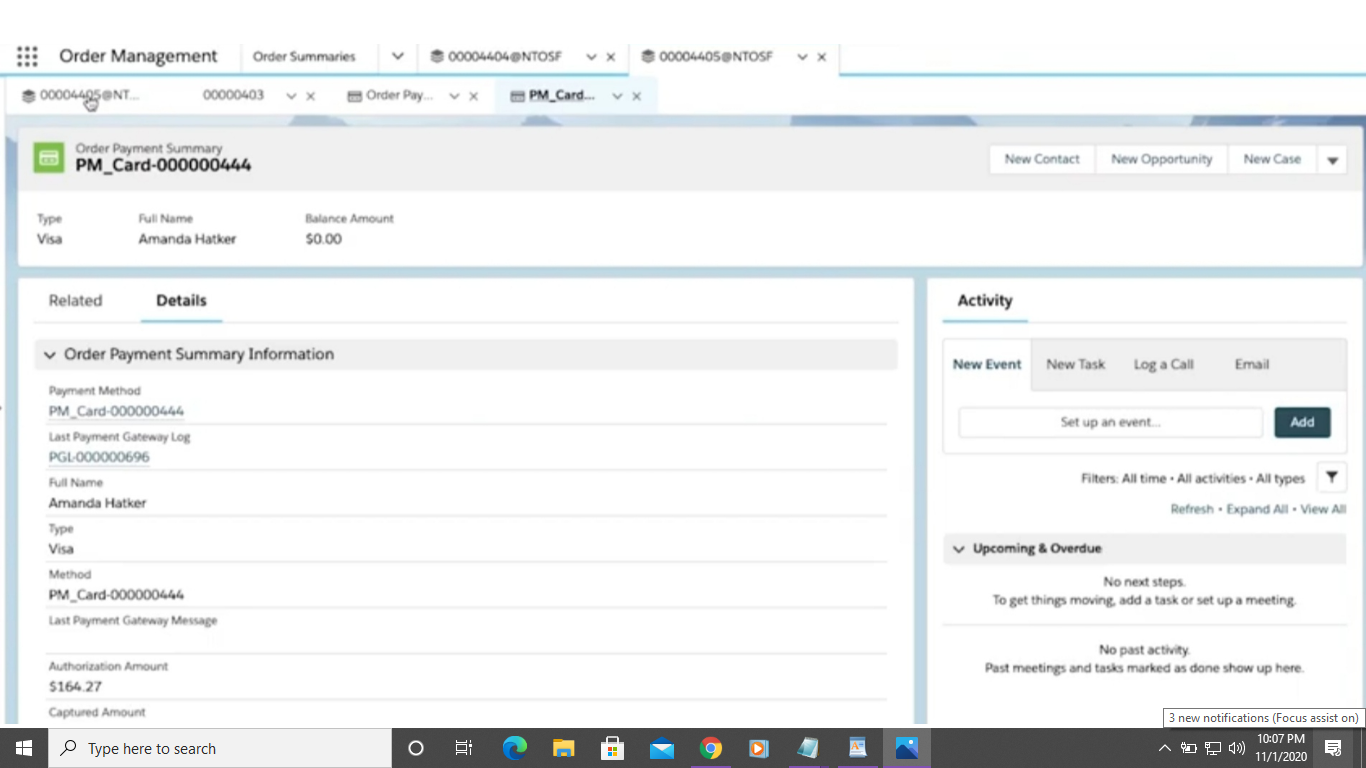 Order Management Order Summaries 00004404@NTOSF 00004405@NTOSF
00004405@NT... 00000403 Order Pay... PM_Card...
Order Payment Summary
PM_Card-000000444
New Contact New Opportunity New Case
Type Full Name Balance Amount
Visa Amanda Hatker $0.00
Related Details
Order Payment Summary Information
Payment Method
PM_Card-000000444
Last Payment Gateway Log
PGL-000000696
Full Name
Amanda Hatker
Type
Visa
Method
PM_Card-000000444
Last Payment Gateway Message
Authorization Amount
$164.27
Captured Amount
Activity
New Event New Task Log a Call Email
Set up an event... Add
Filters: All time • All activities • All types
Refresh • Expand All • View All
Upcoming & Overdue
No next steps.
To get things moving, add a task or set up a meeting.
No past activity.
Past meetings and tasks marked as done show up here.
3 new notifications (Focus assist on)
Type here to search
10:07 PM
11/1/2020